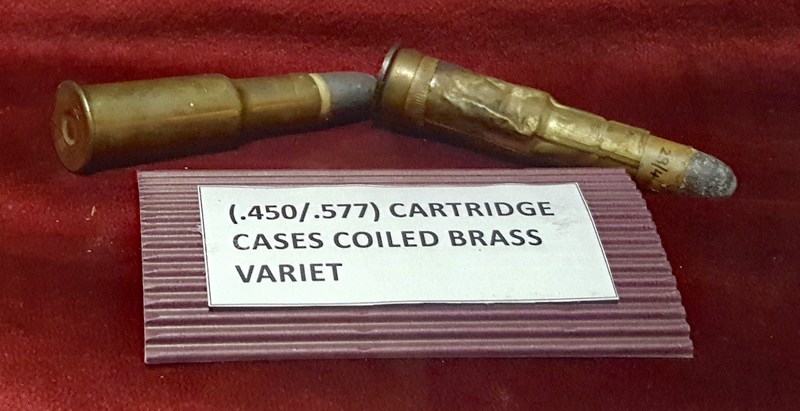 (.450/.577) CARTRIDGE
CASES COILED BRASS
VARIET